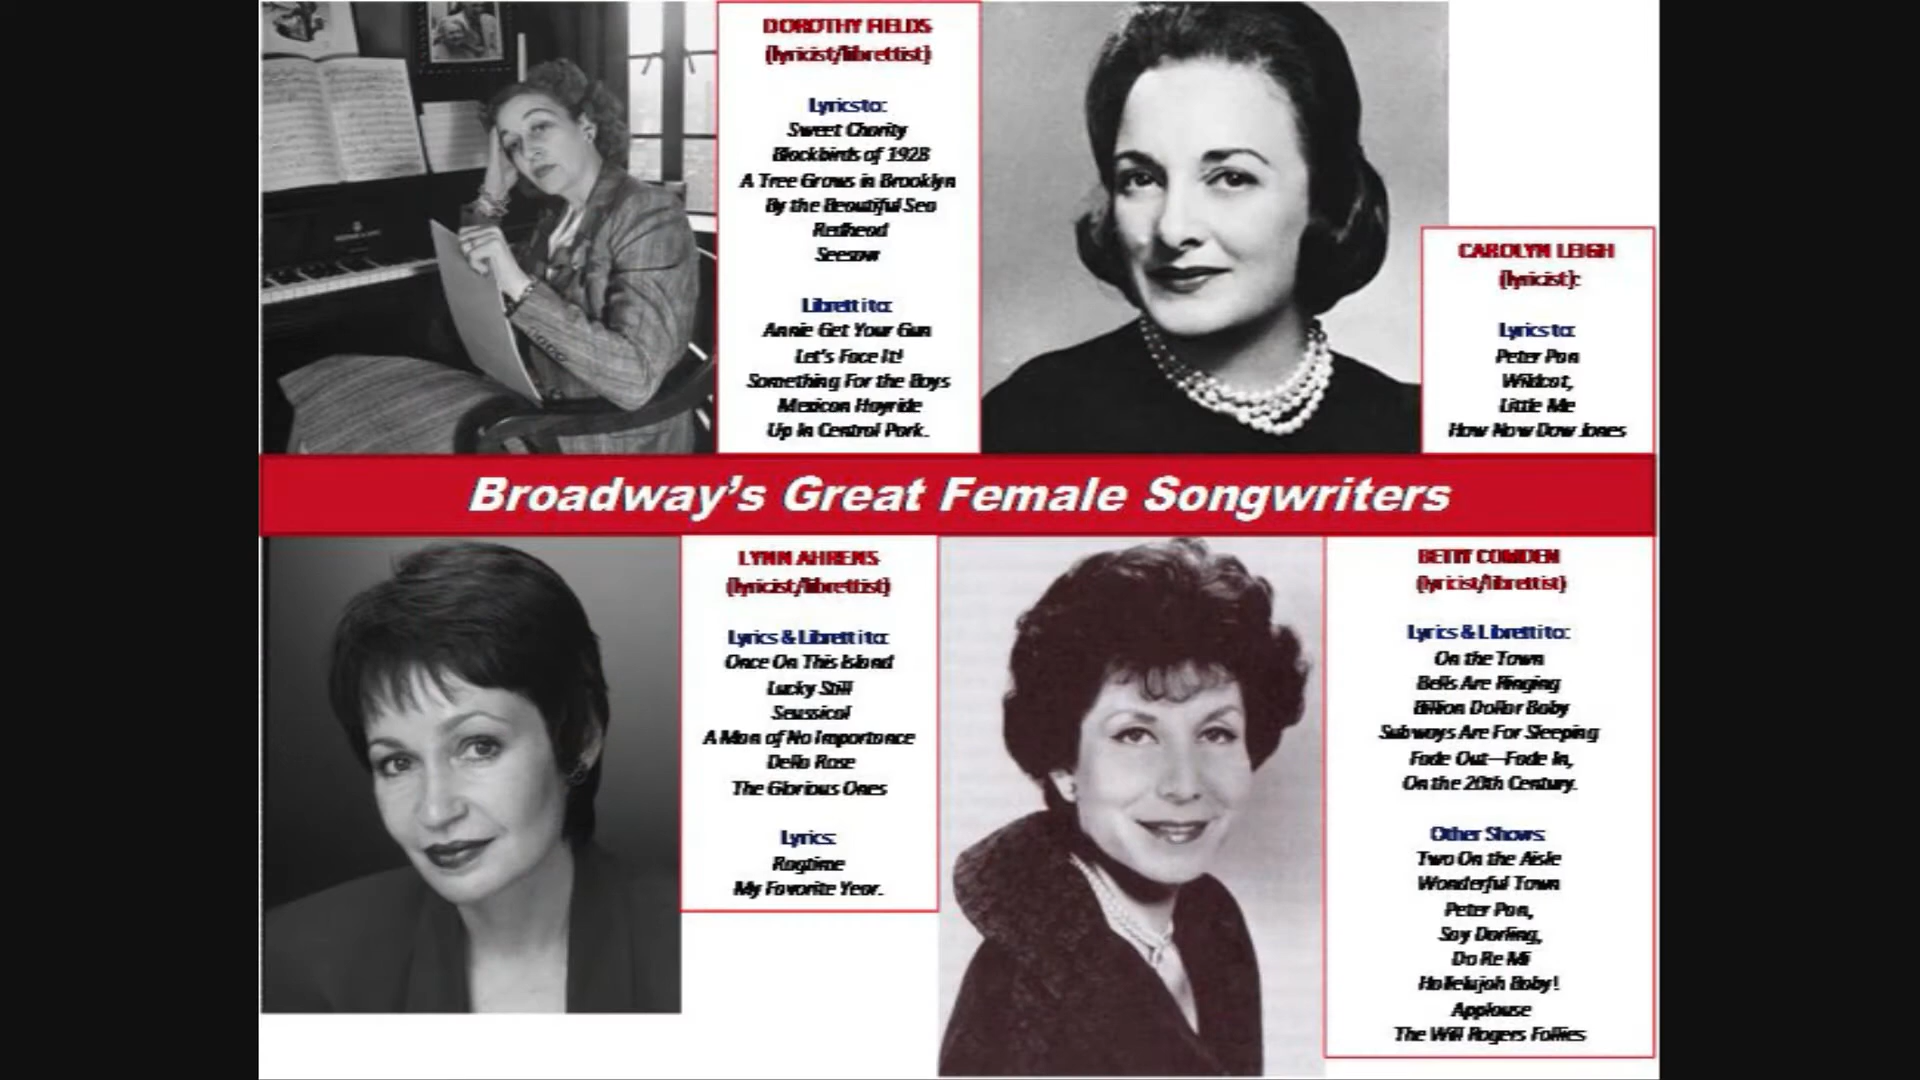 DOROTHY FIELDS
(lyricist/librettist)
Lyrics to:
Sweet Charity
Blackbirds of 1928
A Tree Grows in Brooklyn
By the Beautiful Sea
Redhead
Seesaw
Libretti to:
Annie Get Your Gun
Let's Face It!
Something For the Boys
Mexican Hayride
Up In Central Park.
CAROLYN LEIGH
(lyricist):
Lyrics to:
Peter Pan
Wildcat,
Little Me
How Now Dow Jones
Broadway's Great Female Songwriters
LYNN AHRENS
(lyricist/librettist)
Lyrics & Libretti to:
Once On This Island
Lucky Stiff
Seussical
A Man of No Importance
Dello Rose
The Glorious Ones
Lyrics:
Ragtime
My Favorite Year.
BETTY COMDEN
(lyricist/librettist)
Lyrics & Libretti to:
On the Town
Bells Are Ringing
Billion Dollar Baby
Subways Are For Sleeping
Fade Out—Fade In,
On the 20th Century.
Other Shows:
Two On the Aisle
Wonderful Town
Peter Pan,
Say Darling,
Do Re Mi
Hallelujah Baby!
Applause
The Will Rogers Follies